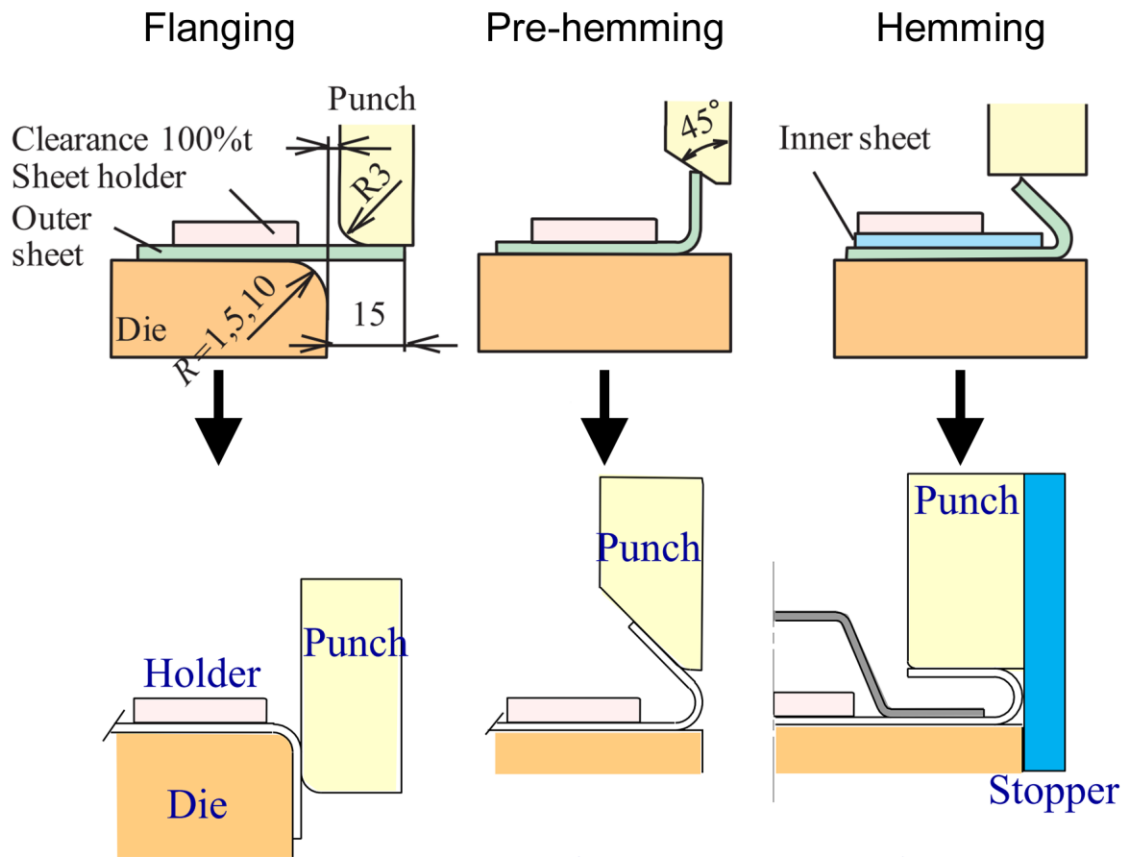 Flanging
Pre-hemming
Hemming
Punch
Clearance 100%t
Sheet holder
Outer
sheet
R3
Die
R=1,5,10
15
45°
Inner sheet
Holder
Punch
Die
Punch
Punch
Stopper